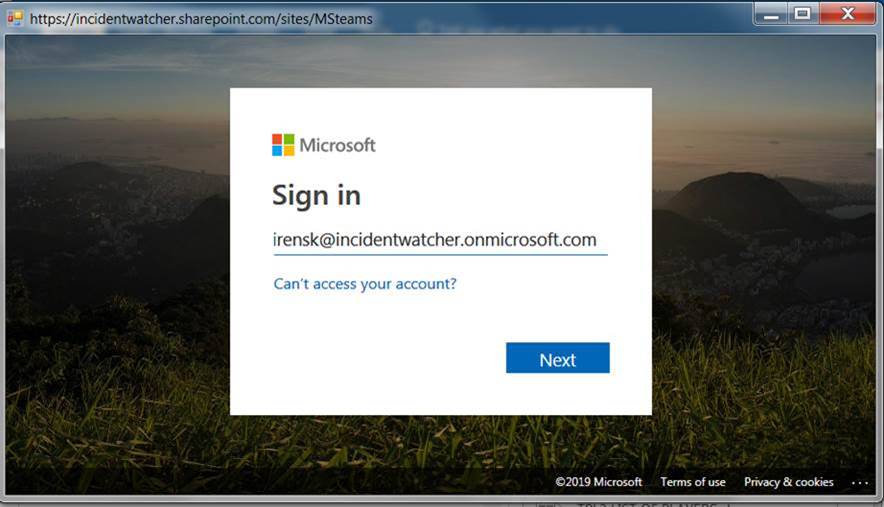 https://incidentwatcher.sharepoint.com/sites/MSteams
Microsoft
Sign in
irensk@incidentwatcher.onmicrosoft.com
Can't access your account?
Next
©2019 Microsoft Terms of use Privacy & cookies ...